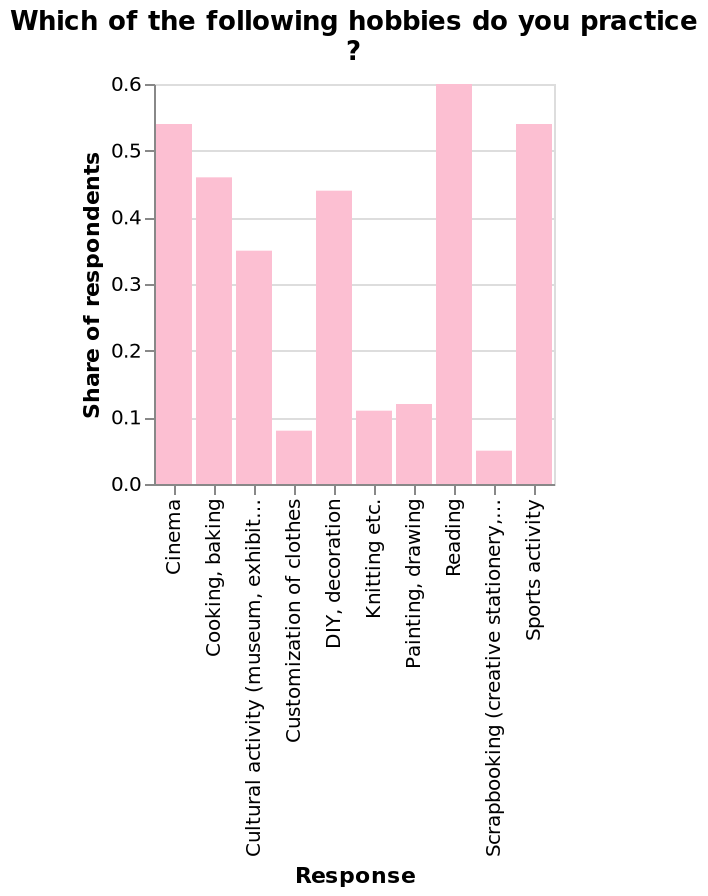 Which of the following hobbies do you practice
?
0.6
0.5
0.4
0.3
0.2
0.1
0.0
Share of respondents
Cinema
Cooking, baking
Cultural activity (museum, exhibit...
Customization of clothes
DIY, decoration
Knitting etc.
Painting, drawing
Reading
Scrapbooking (creative stationery,...
Sports activity
Response